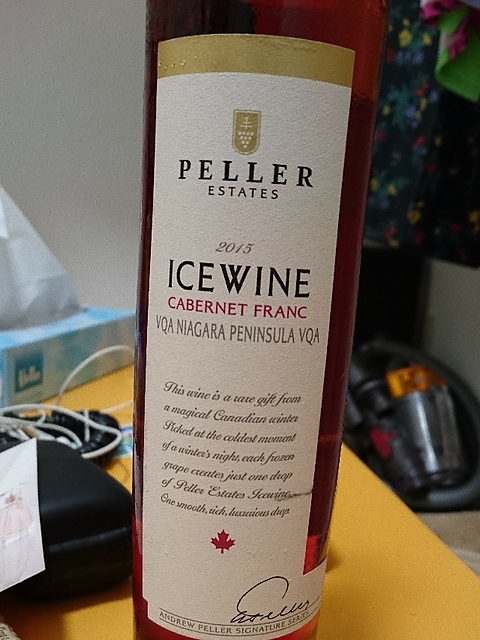 PELLER
ESTATES
2015
ICEWINE
CABERNET FRANC
VQA NIAGARA PENINSULA VQA
This wine is a rare gift from
a magical Canadian winter
Picked at the coldest moment
of a winter's night, each frozen
grape creates just one drop
of Peller Estates Icewine.
One smooth, rich, luxurious drop.
ANDREW PELLER SIGNATURE SERIES